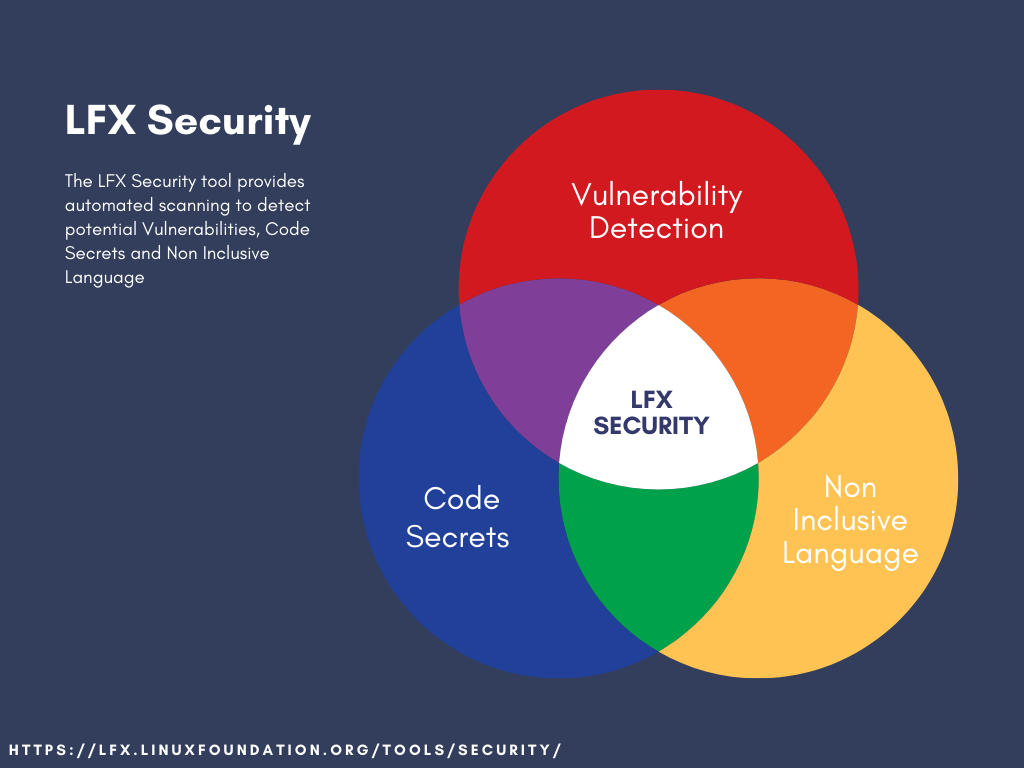 LFX Security
The LFX Security tool provides
automated scanning to detect
potential Vulnerabilities, Code
Secrets and Non Inclusive
Language
Vulnerability
Detection
LFX
SECURITY
Code
Secrets
Non
Inclusive
Language
HTTPS://LFX.LINUXFOUNDATION.ORG/TOOLS/SECURITY/